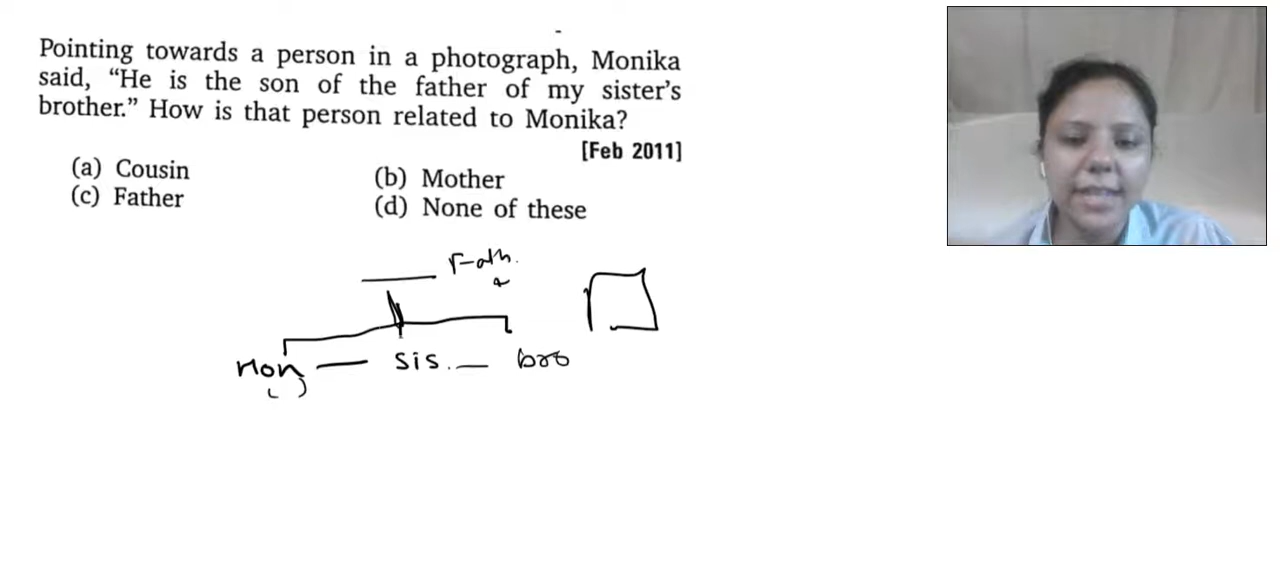 Pointing towards a person in a photograph, Monika
said, “He is the son of the father of my sister’s
brother.” How is that person related to Monika?
[Feb 2011]
(a) Cousin
(b) Mother
(c) Father
(d) None of these
Fath.
Mon sis. bro